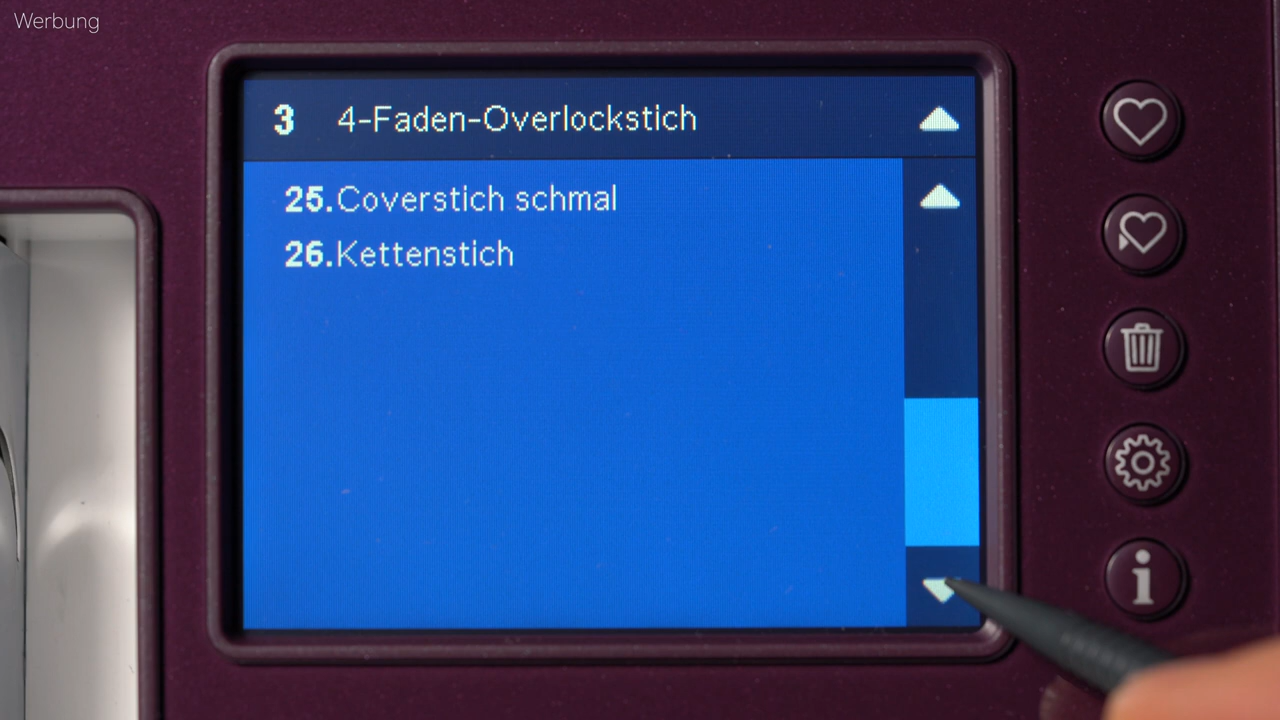 Werbung
3 4-Faden-Overlockstich
25. Coverstich schmal
26. Kettenstich
i